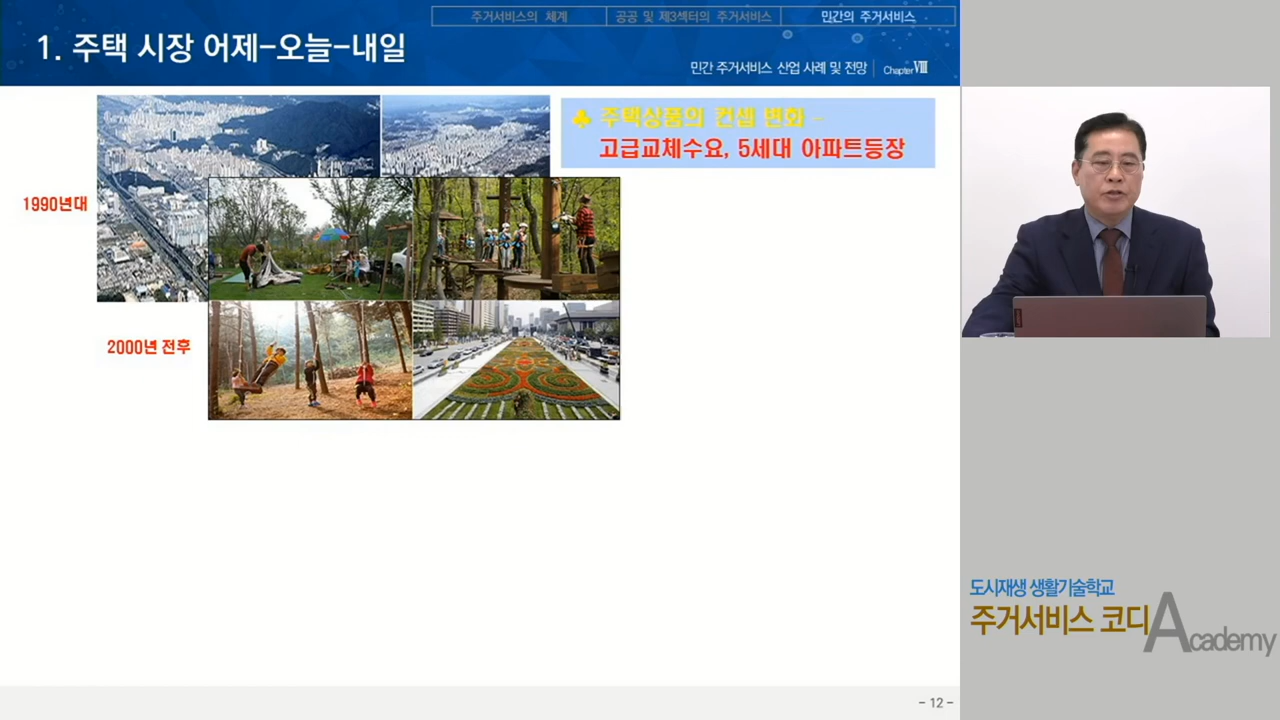 주거서비스의 체계
공공 및 제3섹터의 주거서비스
민간의 주거서비스
1. 주택 시장 어제-오늘-내일
민간 주거서비스 산업 사례 및 전망
Chapter Ⅷ
♣ 주택상품의 컨셉 변화 -
고급교체수요, 5세대 아파트등장
1990년대
2000년 전후
도시재생 생활기술학교
주거서비스 코디
Academy
- 12 -